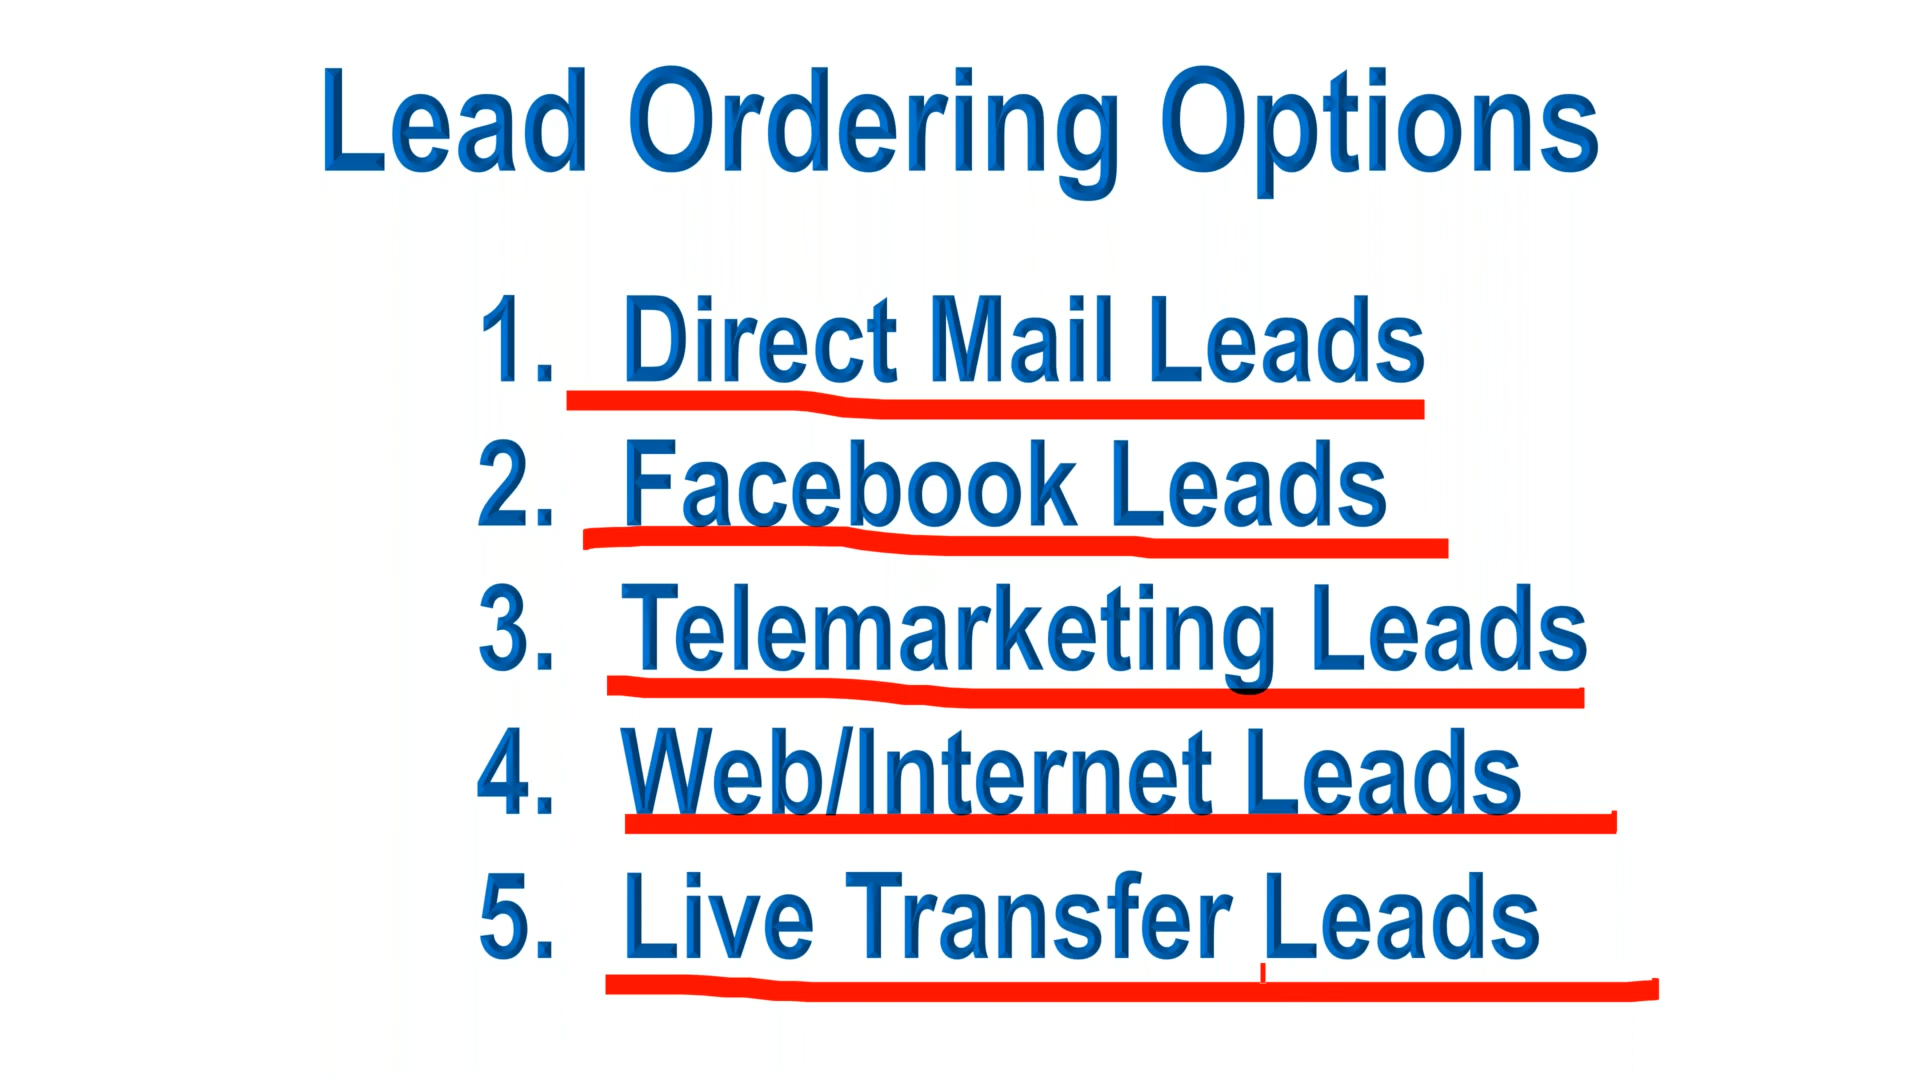 Lead Ordering Options
1. Direct Mail Leads
2. Facebook Leads
3. Telemarketing Leads
4. Web/Internet Leads
5. Live Transfer Leads